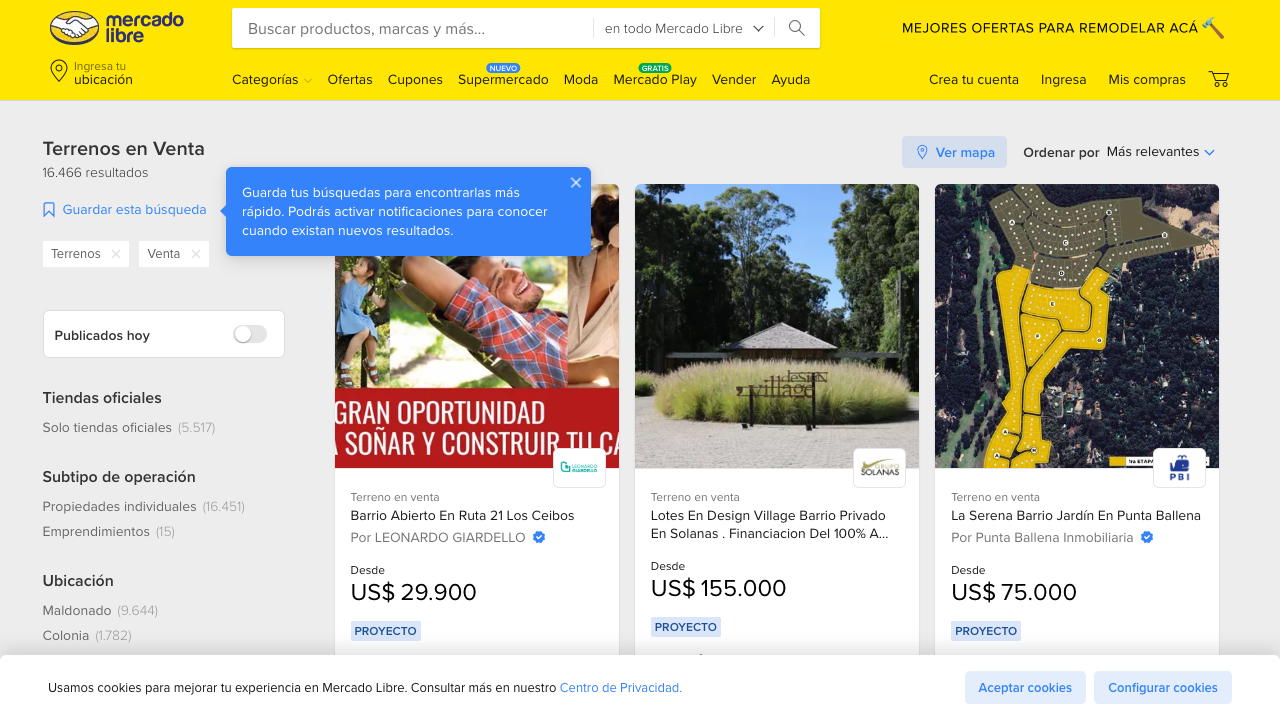 mercado
libre
Buscar productos, marcas y más...
en todo Mercado Libre
MEJORES OFERTAS PARA REMODELAR ACÁ
Ingresa tu
ubicación
Categorías
Ofertas
Cupones
NUEVO
Supermercado
Moda
GRATIS
Mercado Play
Vender
Ayuda
Crea tu cuenta
Ingresa
Mis compras
Terrenos en Venta
16.466 resultados
Guardar esta búsqueda
Guarda tus búsquedas para encontrarlas más
rápido. Podrás activar notificaciones para conocer
cuando existan nuevos resultados.
Terrenos
Venta
Publicados hoy
Tiendas oficiales
Solo tiendas oficiales (5.517)
Subtipo de operación
Propiedades individuales (16.451)
Emprendimientos (15)
Ubicación
Maldonado (9.644)
Colonia (1.782)
Ver mapa
Ordenar por Más relevantes
GRAN OPORTUNIDAD
SOÑAR Y CONSTRUIR TU CA
LEONARDO
GIARDELLO
Terreno en venta
Barrio Abierto En Ruta 21 Los Ceibos
Por LEONARDO GIARDELLO
Desde
US$ 29.900
PROYECTO
design
village
GRUPO
SOLANAS
Terreno en venta
Lotes En Design Village Barrio Privado
En Solanas . Financiacion Del 100% A...
Desde
US$ 155.000
PROYECTO
1ra ETAPA
PBI
Terreno en venta
La Serena Barrio Jardín En Punta Ballena
Por Punta Ballena Inmobiliaria
Desde
US$ 75.000
PROYECTO
Usamos cookies para mejorar tu experiencia en Mercado Libre. Consultar más en nuestro Centro de Privacidad.
Aceptar cookies
Configurar cookies